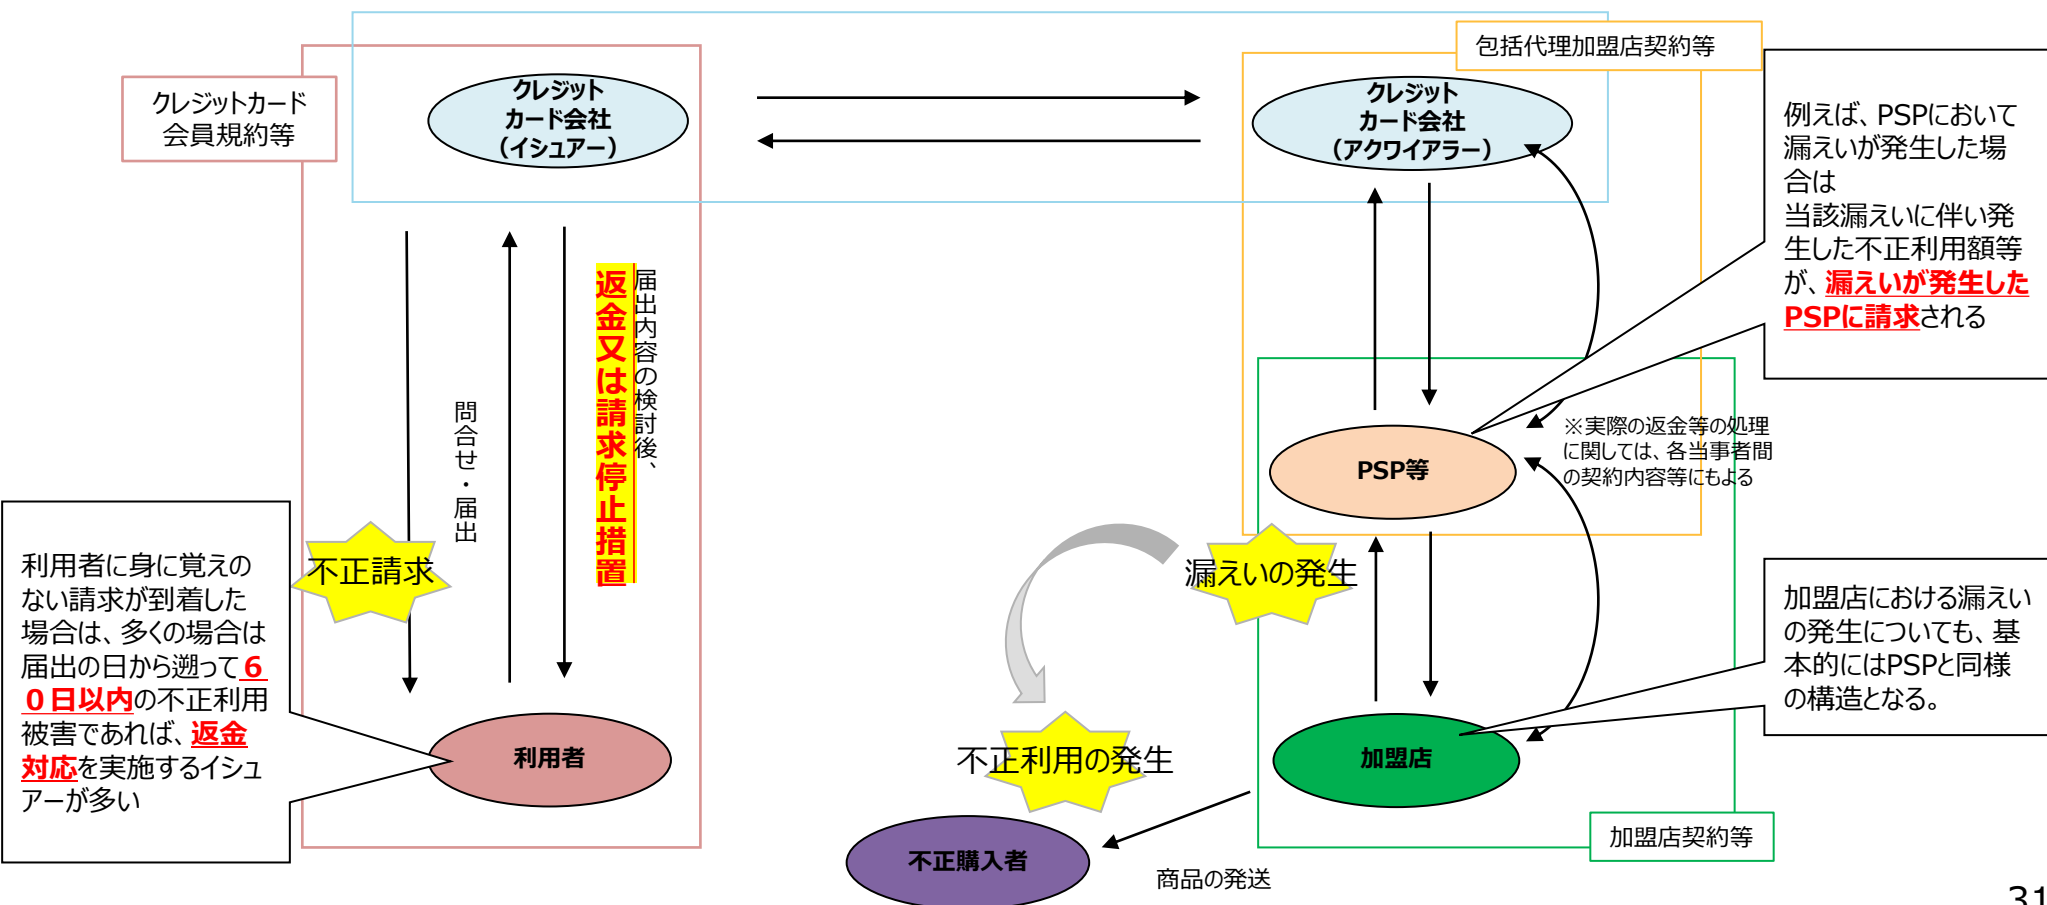 包括代理加盟店契約等
クレジットカード
会員規約等
クレジット
カード会社
（イシュアー）
クレジット
カード会社
（アクワイアラー）
例えば、PSPにおいて
漏えいが発生した場
合は
当該漏えいに伴い発
生した不正利用額等
が、漏えいが発生した
PSPに請求される
届出内容の検討後、
返金又は請求停止措置
問合せ・届出
※実際の返金等の処理
に関しては、各当事者間
の契約内容等にもよる
PSP等
不正請求
漏えいの発生
利用者に身に覚えの
ない請求が到着した
場合は、多くの場合は
届出の日から遡って６
０日以内の不正利用
被害であれば、返金
対応を実施するイシュ
アーが多い
加盟店における漏えい
の発生についても、基
本的にはPSPと同様
の構造となる。
利用者
不正利用の発生
加盟店
加盟店契約等
不正購入者
商品の発送
31